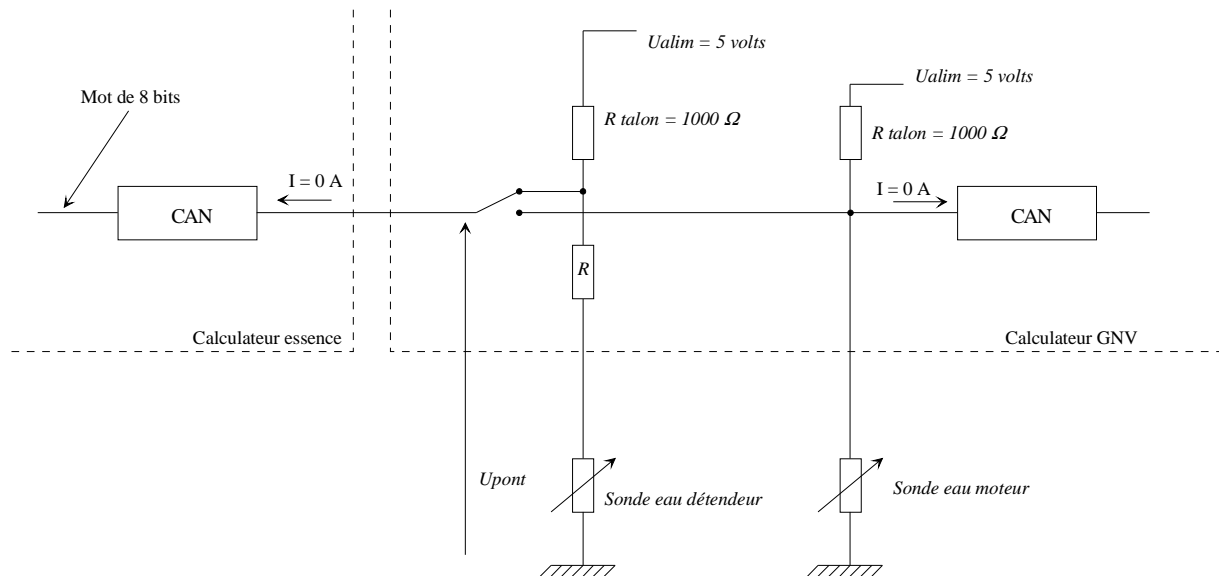 Ualim = 5 volts
Ualim = 5 volts
Mot de 8 bits
R talon = 1000 Ω
R talon = 1000 Ω
I = 0 A
I = 0 A
CAN
CAN
R
Calculateur essence
Calculateur GNV
Upont
Sonde eau détendeur
Sonde eau moteur